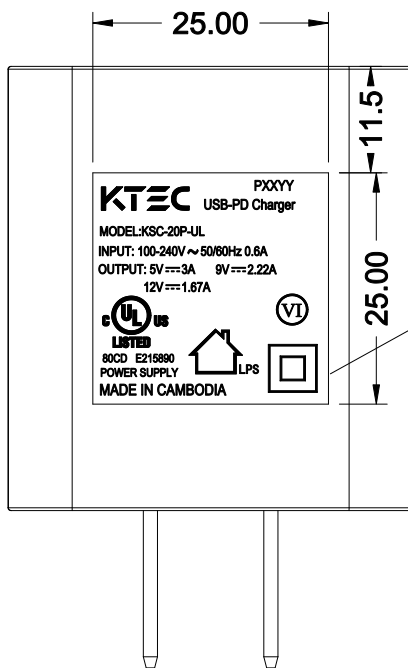 25.00
11.5
KTEC
PXXYY
USB-PD Charger
MODEL:KSC-20P-UL
INPUT: 100-240V ~ 50/60Hz 0.6A
OUTPUT: 5V⎓3A 9V⎓2.22A
12V⎓1.67A
25.00
c UL US
LISTED
VI
80CD E215890
POWER SUPPLY
LPS
MADE IN CAMBODIA